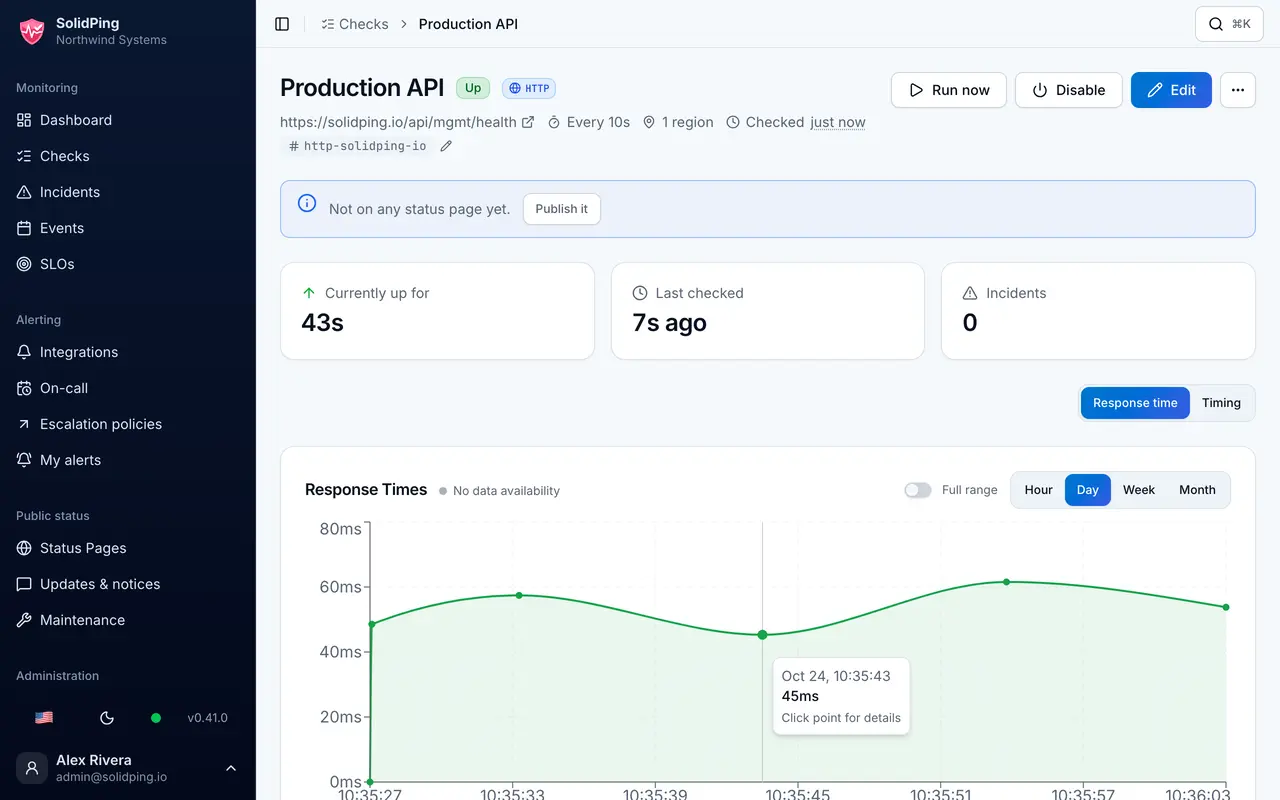 SolidPing
Northwind Systems
Monitoring
Dashboard
Checks
Incidents
Events
SLOs
Alerting
Integrations
On-call
Escalation policies
My alerts
Public status
Status Pages
Updates & notices
Maintenance
Administration
v0.41.0
Alex Rivera
admin@solidping.io
Checks > Production API
⌘K
Production API Up HTTP
Run now Disable Edit
https://solidping.io/api/mgmt/health Every 10s 1 region Checked just now
# http-solidping-io
Not on any status page yet. Publish it
Currently up for
43s
Last checked
7s ago
Incidents
0
Response time Timing
Response Times No data availability Full range Hour Day Week Month
80ms
60ms
40ms
20ms
0ms
Oct 24, 10:35:43
45ms
Click point for details
10:35:27 10:35:33 10:35:39 10:35:45 10:35:51 10:35:57 10:36:03